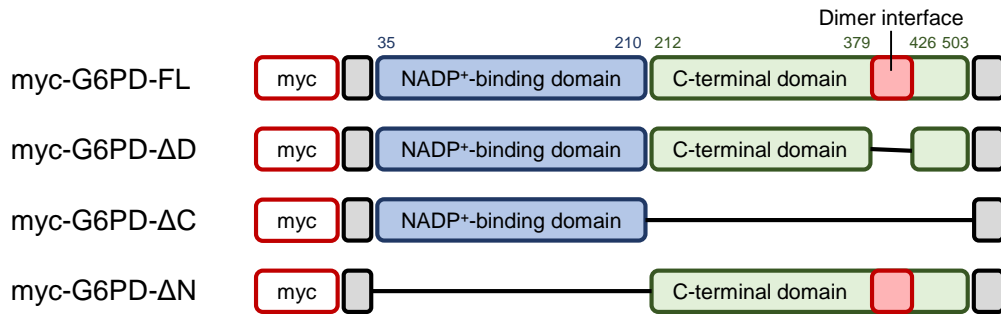 Dimer interface
35 210 212 379 426 503
myc-G6PD-FL myc NADP⁺-binding domain C-terminal domain
myc-G6PD-ΔD myc NADP⁺-binding domain C-terminal domain
myc-G6PD-ΔC myc NADP⁺-binding domain
myc-G6PD-ΔN myc C-terminal domain